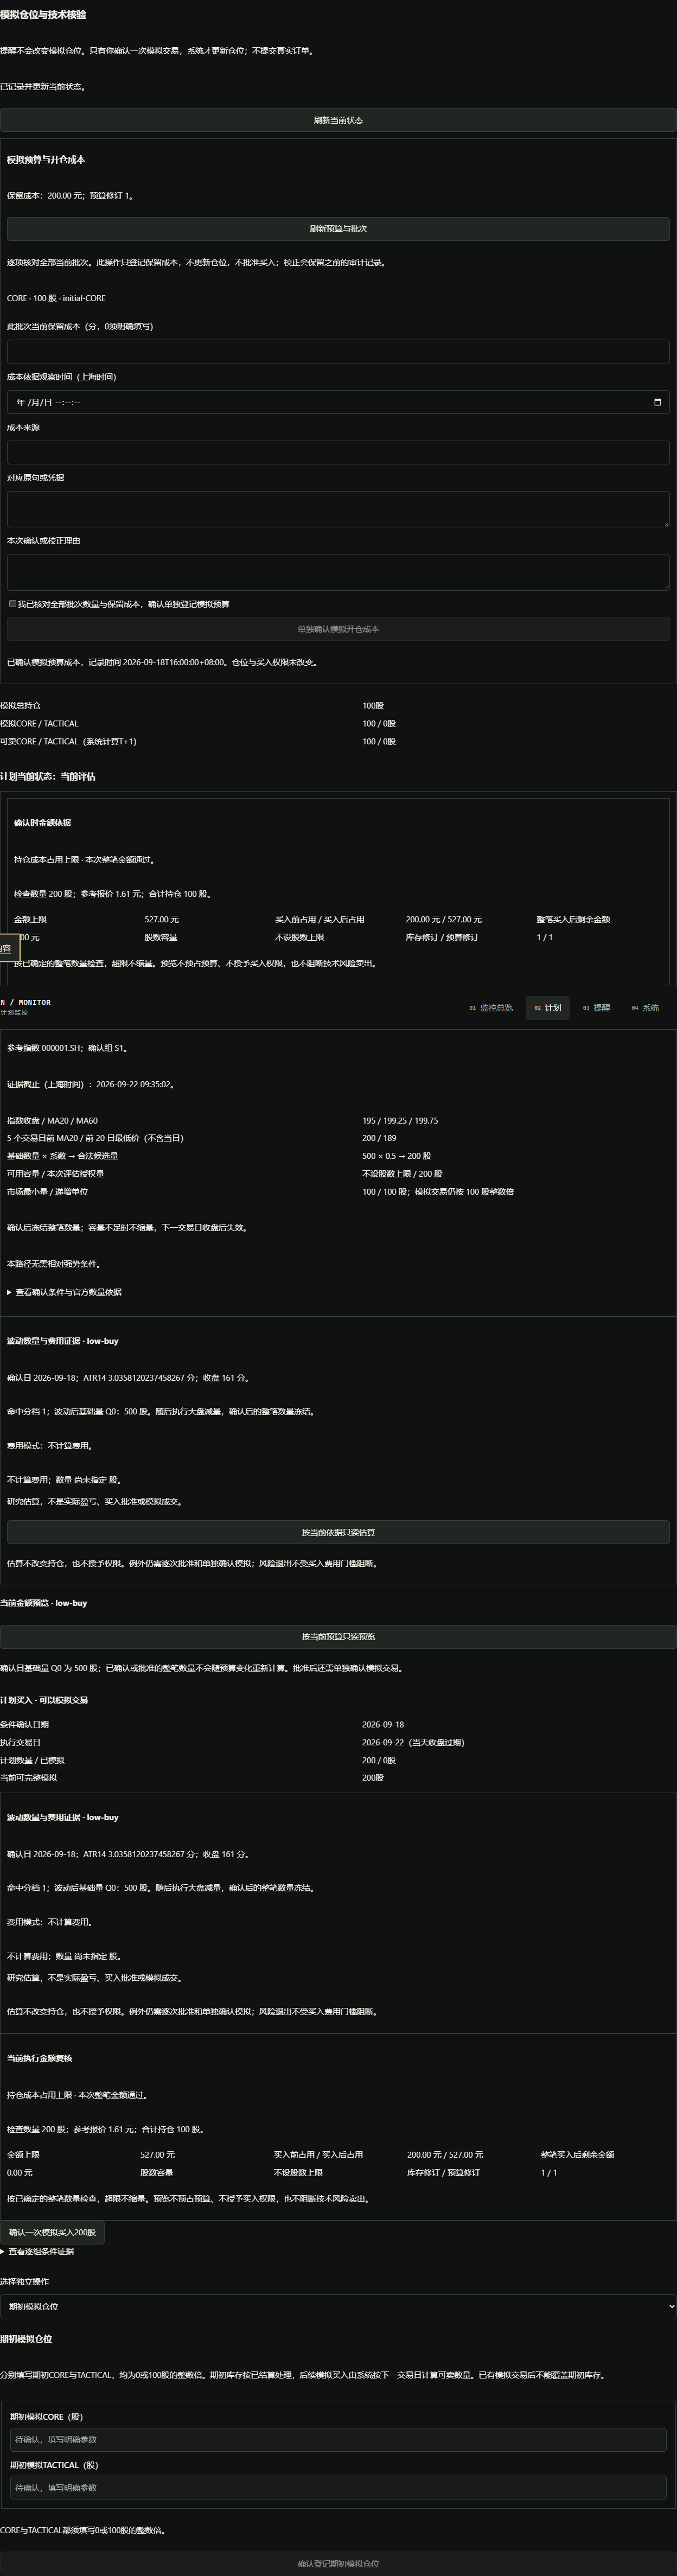 模拟仓位与技术核验
提醒不会改变模拟仓位。只有你确认一次模拟交易，系统才更新仓位；不提交真实订单。
已记录并更新当前状态。
刷新当前状态
模拟预算与开仓成本
保留成本：200.00 元；预算修订 1。
刷新预算与批次
逐项核对全部当前批次。此操作只登记保留成本，不更新仓位，不批准买入；校正会保留之前的审计记录。
CORE · 100 股 · initial-CORE
此批次当前保留成本（分，0须明确填写）
成本依据观察时间（上海时间）
年 /月/日 --:--:--
成本来源
对应原句或凭据
本次确认或校正理由
我已核对全部批次数量与保留成本，确认单独登记模拟预算
单独确认模拟开仓成本
已确认模拟预算成本，记录时间 2026-09-18T16:00:00+08:00。仓位与买入权限未改变。
模拟总持仓 100股
模拟CORE / TACTICAL 100 / 0股
可卖CORE / TACTICAL（系统计算T+1） 100 / 0股
计划当前状态：当前评估
确认时金额依据
持仓成本占用上限 · 本次整笔金额通过。
检查数量 200 股；参考报价 1.61 元；合计持仓 100 股。
金额上限 527.00 元 买入前占用 / 买入后占用 200.00 元 / 527.00 元 整笔买入后剩余金额
00 元 股数容量 不设股数上限 库存修订 / 预算修订 1 / 1
内容
按已确定的整笔数量检查，超限不缩量。预览不预占预算、不授予买入权限，也不阻断技术风险卖出。
N / MONITOR
计划监控
01 监控总览 02 计划 03 提醒 04 系统
参考指数 000001.SH；确认组 S1。
证据截止（上海时间）：2026-09-22 09:35:02。
指数收盘 / MA20 / MA60 195 / 199.25 / 199.75
5 个交易日前 MA20 / 前 20 日最低价（不含当日） 200 / 189
基础数量 × 系数 → 合法候选量 500 × 0.5 → 200 股
可用容量 / 本次评估授权量 不设股数上限 / 200 股
市场最小量 / 递增单位 100 / 100 股；模拟交易仍按 100 股整数倍
确认后冻结整笔数量；容量不足时不缩量，下一交易日收盘后失效。
本路径无需相对强势条件。
查看确认条件与官方数量依据
波动数量与费用证据 · low-buy
确认日 2026-09-18；ATR14 3.0358120237458267 分；收盘 161 分。
命中分档 1；波动后基础量 Q0：500 股。随后执行大盘减量，确认后的整笔数量冻结。
费用模式：不计算费用。
不计算费用；数量 尚未指定 股。
研究估算，不是实际盈亏、买入批准或模拟成交。
按当前依据只读估算
估算不改变持仓，也不授予权限。例外仍需逐次批准和单独确认模拟；风险退出不受买入费用门槛阻断。
当前金额预览 · low-buy
按当前预算只读预览
确认日基础量 Q0 为 500 股；已确认或批准的整笔数量不会随预算变化重新计算。批准后还需单独确认模拟交易。
计划买入 · 可以模拟交易
条件确认日期 2026-09-18
执行交易日 2026-09-22（当天收盘过期）
计划数量 / 已模拟 200 / 0股
当前可完整模拟 200股
波动数量与费用证据 · low-buy
确认日 2026-09-18；ATR14 3.0358120237458267 分；收盘 161 分。
命中分档 1；波动后基础量 Q0：500 股。随后执行大盘减量，确认后的整笔数量冻结。
费用模式：不计算费用。
不计算费用；数量 尚未指定 股。
研究估算，不是实际盈亏、买入批准或模拟成交。
估算不改变持仓，也不授予权限。例外仍需逐次批准和单独确认模拟；风险退出不受买入费用门槛阻断。
当前执行金额复核
持仓成本占用上限 · 本次整笔金额通过。
检查数量 200 股；参考报价 1.61 元；合计持仓 100 股。
金额上限 527.00 元 买入前占用 / 买入后占用 200.00 元 / 527.00 元 整笔买入后剩余金额
0.00 元 股数容量 不设股数上限 库存修订 / 预算修订 1 / 1
按已确定的整笔数量检查，超限不缩量。预览不预占预算、不授予买入权限，也不阻断技术风险卖出。
确认一次模拟买入200股
查看逐组条件证据
选择独立操作
期初模拟仓位
期初模拟仓位
分别填写期初CORE与TACTICAL，均为0或100股的整数倍。期初库存按已结算处理，后续模拟买入由系统按下一交易日计算可卖数量。已有模拟交易后不能覆盖期初库存。
期初模拟CORE（股）
待确认，填写明确参数
期初模拟TACTICAL（股）
待确认，填写明确参数
CORE与TACTICAL都须填写0或100股的整数倍。
确认登记期初模拟仓位